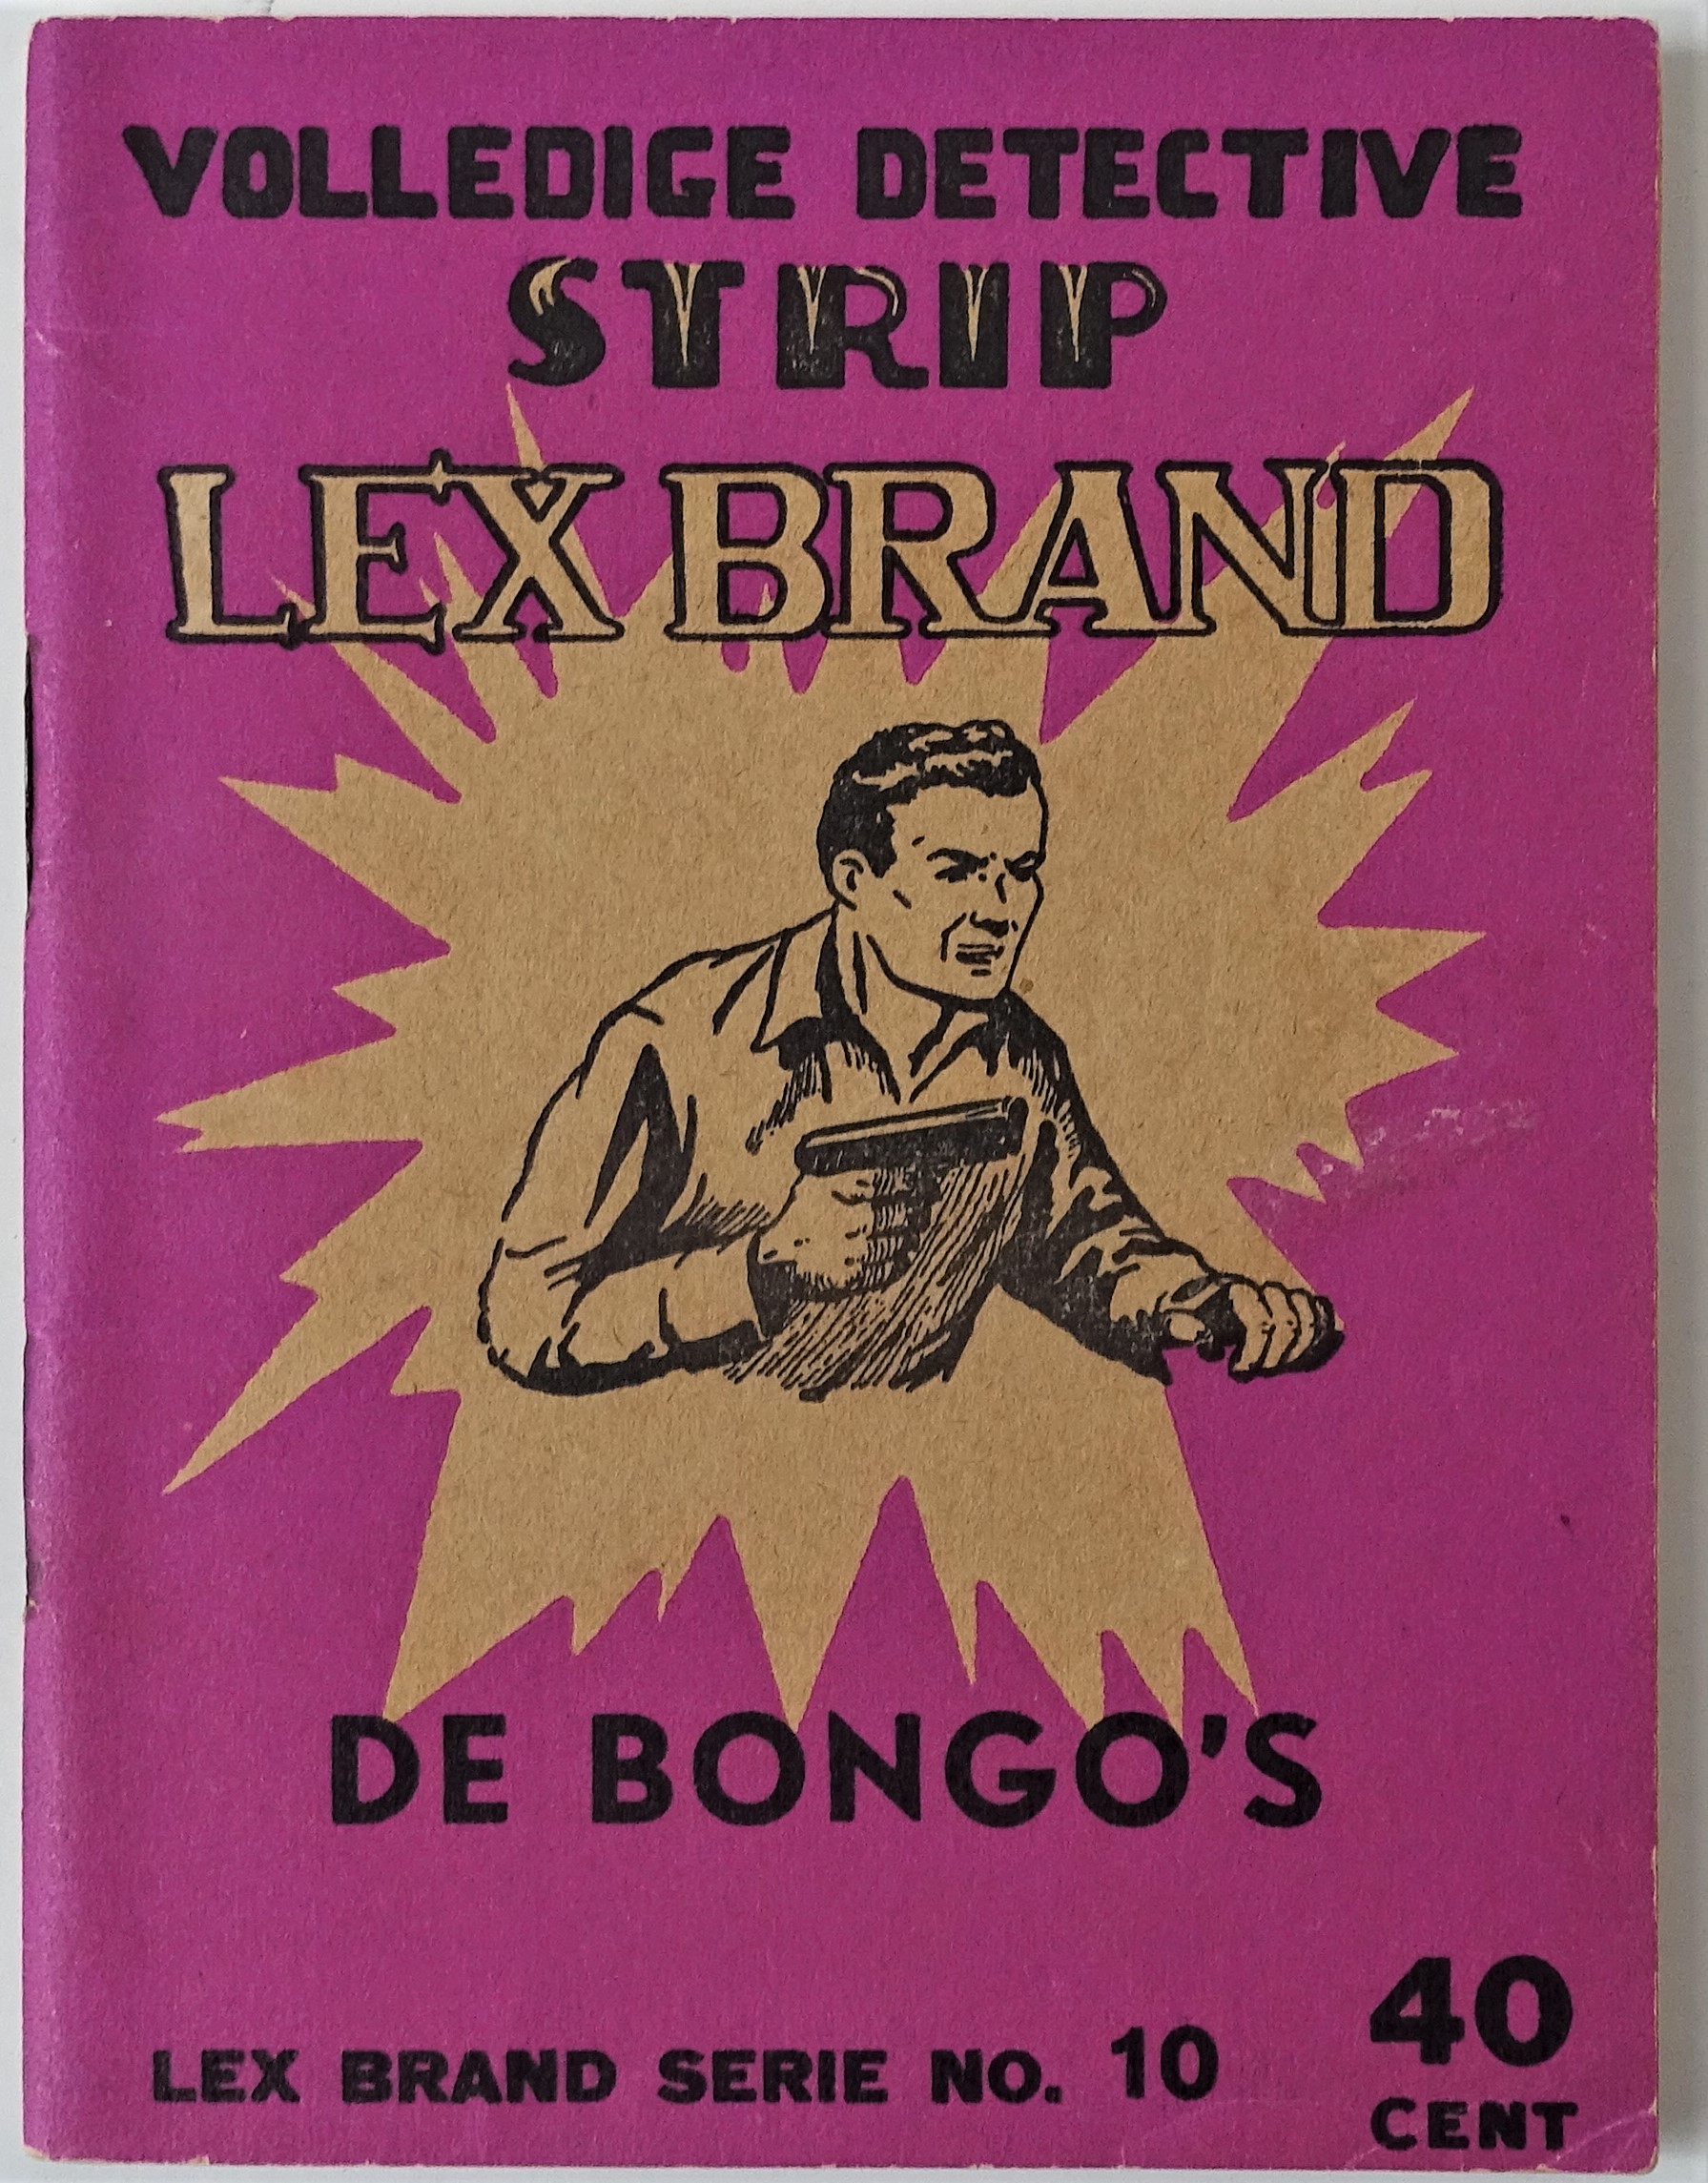 VOLLEDIGE DETECTIVE
STRIP
LEX BRAND
DE BONGO'S
LEX BRAND SERIE NO. 10
40
CENT